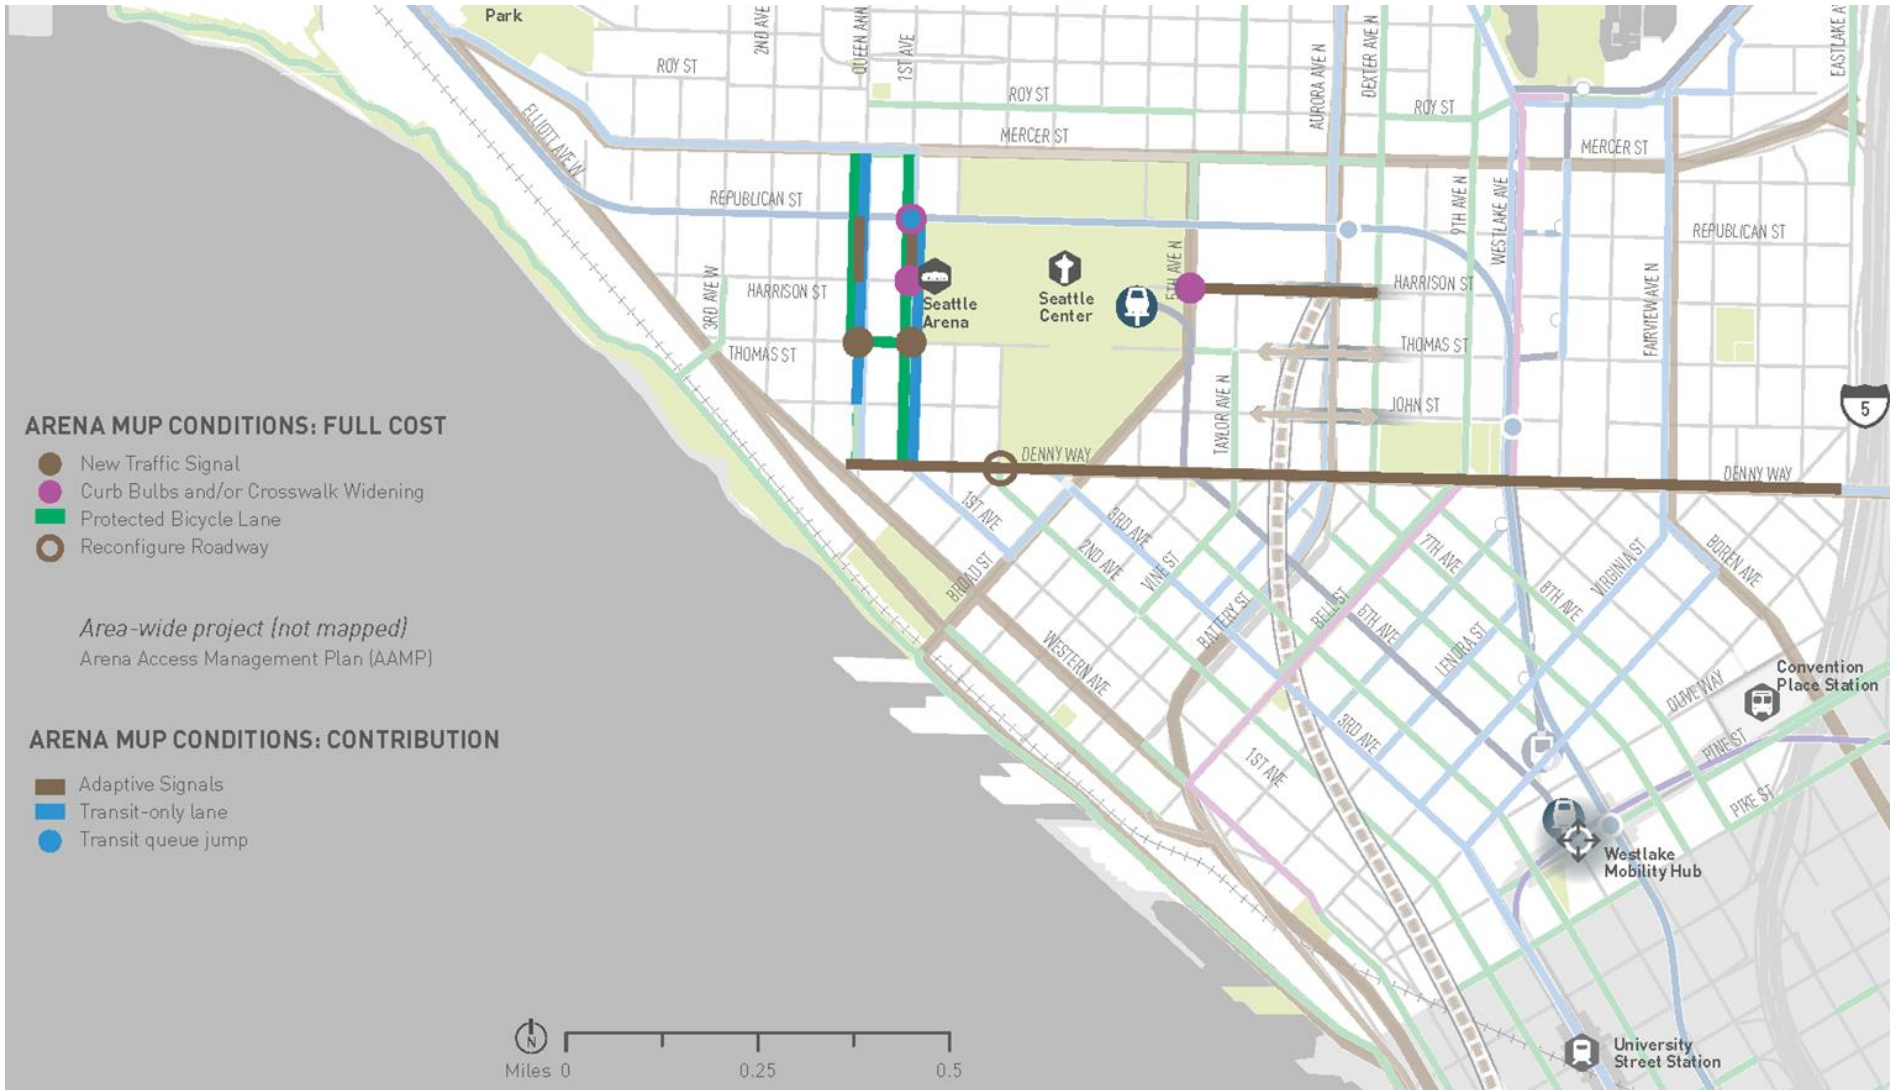 Park
2ND AVE
QUEEN ANN
1ST AVE
ROY ST
ROY ST
AURORA AVE N
DEXTER AVE N
ROY ST
EASTLAKE A
MERCER ST
MERCER ST
ELLIOTT AVE W
REPUBLICAN ST
9TH AVE N
WESTLAKE AVE
REPUBLICAN ST
5TH AVE N
3RD AVE W
HARRISON ST
Seattle
Arena
Seattle
Center
HARRISON ST
FAIRVIEW AVE N
THOMAS ST
THOMAS ST
TAYLOR AVE N
JOHN ST
5
DENNY WAY
DENNY WAY
ARENA MUP CONDITIONS: FULL COST
New Traffic Signal
Curb Bulbs and/or Crosswalk Widening
Protected Bicycle Lane
Reconfigure Roadway
Area-wide project (not mapped)
Arena Access Management Plan (AAMP)
ARENA MUP CONDITIONS: CONTRIBUTION
Adaptive Signals
Transit-only lane
Transit queue jump
1ST AVE
3RD AVE
2ND AVE
VINE ST
BROAD ST
BATTERY ST
BELL ST
6TH AVE
7TH AVE
8TH AVE
VIRGINIA ST
BOREN AVE
LENORA ST
WESTERN AVE
3RD AVE
1ST AVE
OLIVE WAY
Convention
Place Station
PINE ST
PIKE ST
Westlake
Mobility Hub
University
Street Station
N
Miles 0
0.25
0.5